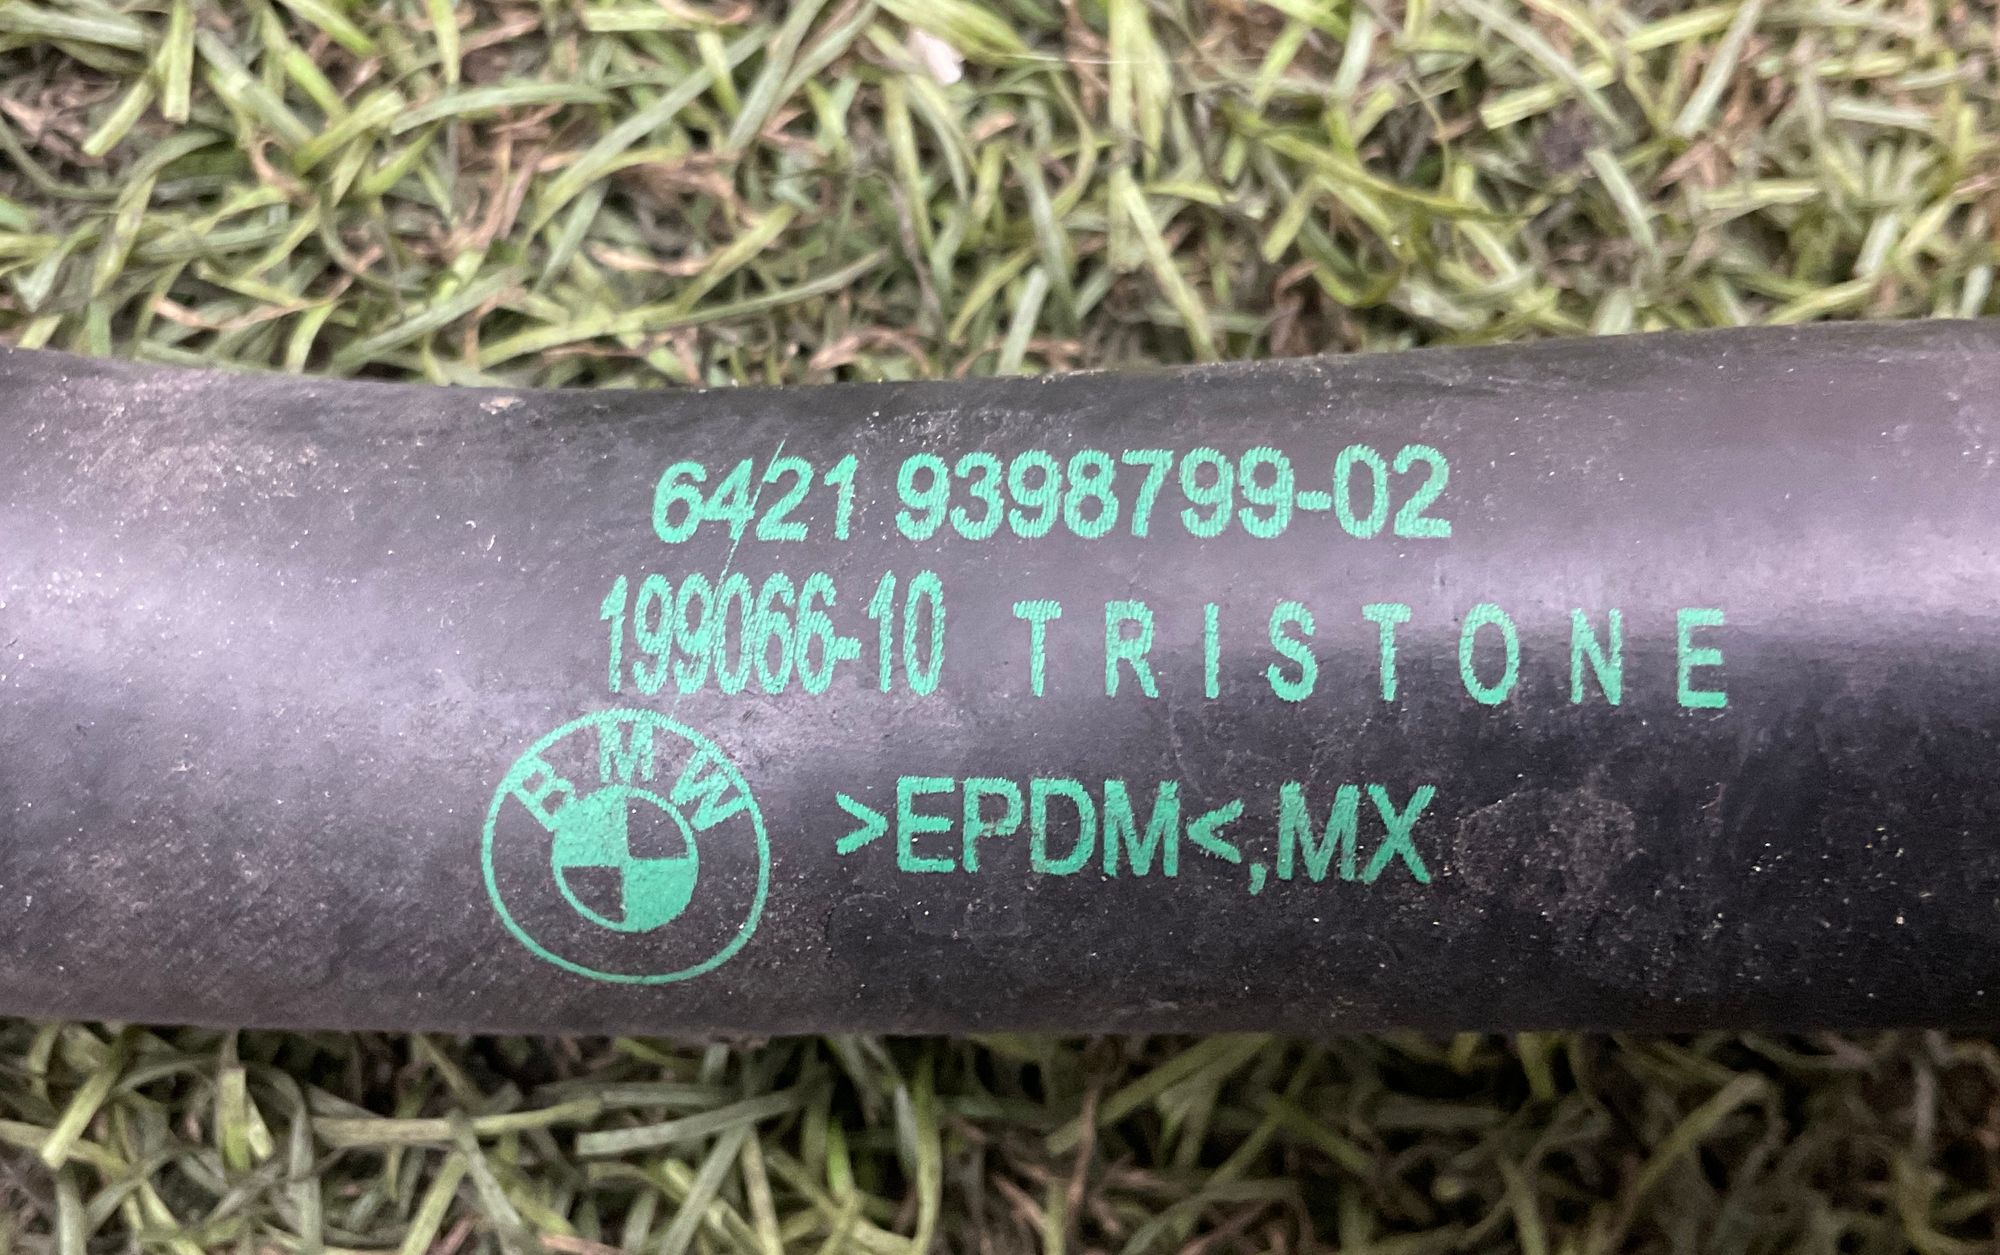 6421 9398799-02
199066-10 TRISTONE
BMW
>EPDM<,MX